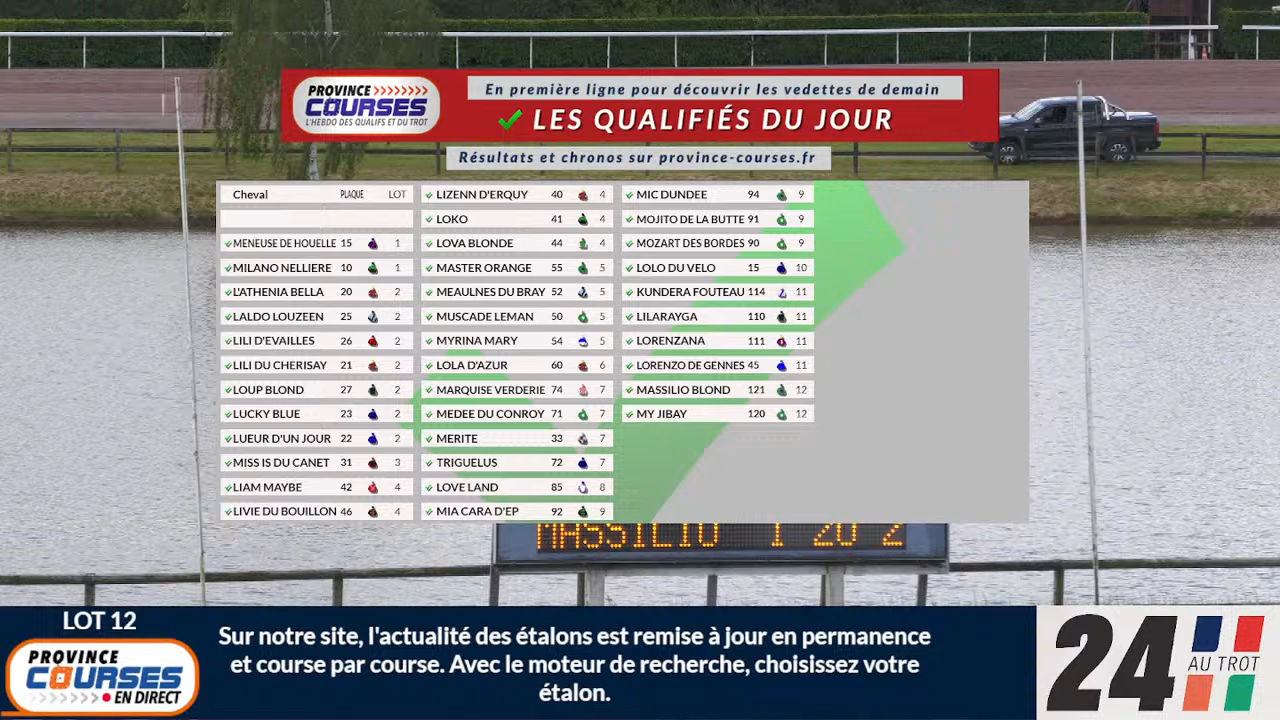 PROVINCE
COURSES
L'HEBDO DES QUALIFS ET DU TROT
En première ligne pour découvrir les vedettes de demain
LES QUALIFIÉS DU JOUR
Résultats et chronos sur province-courses.fr
Cheval PLAQUE LOT
MENEUSE DE HOUELLE 15 1
MILANO NELLIERE 10 1
L'ATHENIA BELLA 20 2
LALDO LOUZEEN 25 2
LILI D'EVAILLES 26 2
LILI DU CHERISAY 21 2
LOUP BLOND 27 2
LUCKY BLUE 23 2
LUEUR D'UN JOUR 22 2
MISS IS DU CANET 31 3
LIAM MAYBE 42 4
LIVIE DU BOUILLON 46 4
LIZENN D'ERQUY 40 4
LOKO 41 4
LOVA BLONDE 44 4
MASTER ORANGE 55 5
MEAULNES DU BRAY 52 5
MUSCADE LEMAN 50 5
MYRINA MARY 54 5
LOLA D'AZUR 60 6
MARQUISE VERDERIE 74 7
MEDEE DU CONROY 71 7
MERITE 33 7
TRIGUELUS 72 7
LOVE LAND 85 8
MIA CARA D'EP 92 9
MIC DUNDEE 94 9
MOJITO DE LA BUTTE 91 9
MOZART DES BORDES 90 9
LOLO DU VELO 15 10
KUNDERA FOUTEAU 114 11
LILARAYGA 110 11
LORENZANA 111 11
LORENZO DE GENNES 45 11
MASSILIO BLOND 121 12
MY JIBAY 120 12
MASSILIO 1 20 2
LOT 12
PROVINCE
COURSES
EN DIRECT
Sur notre site, l'actualité des étalons est remise à jour en permanence
et course par course. Avec le moteur de recherche, choisissez votre
étalon.
24
AU TROT